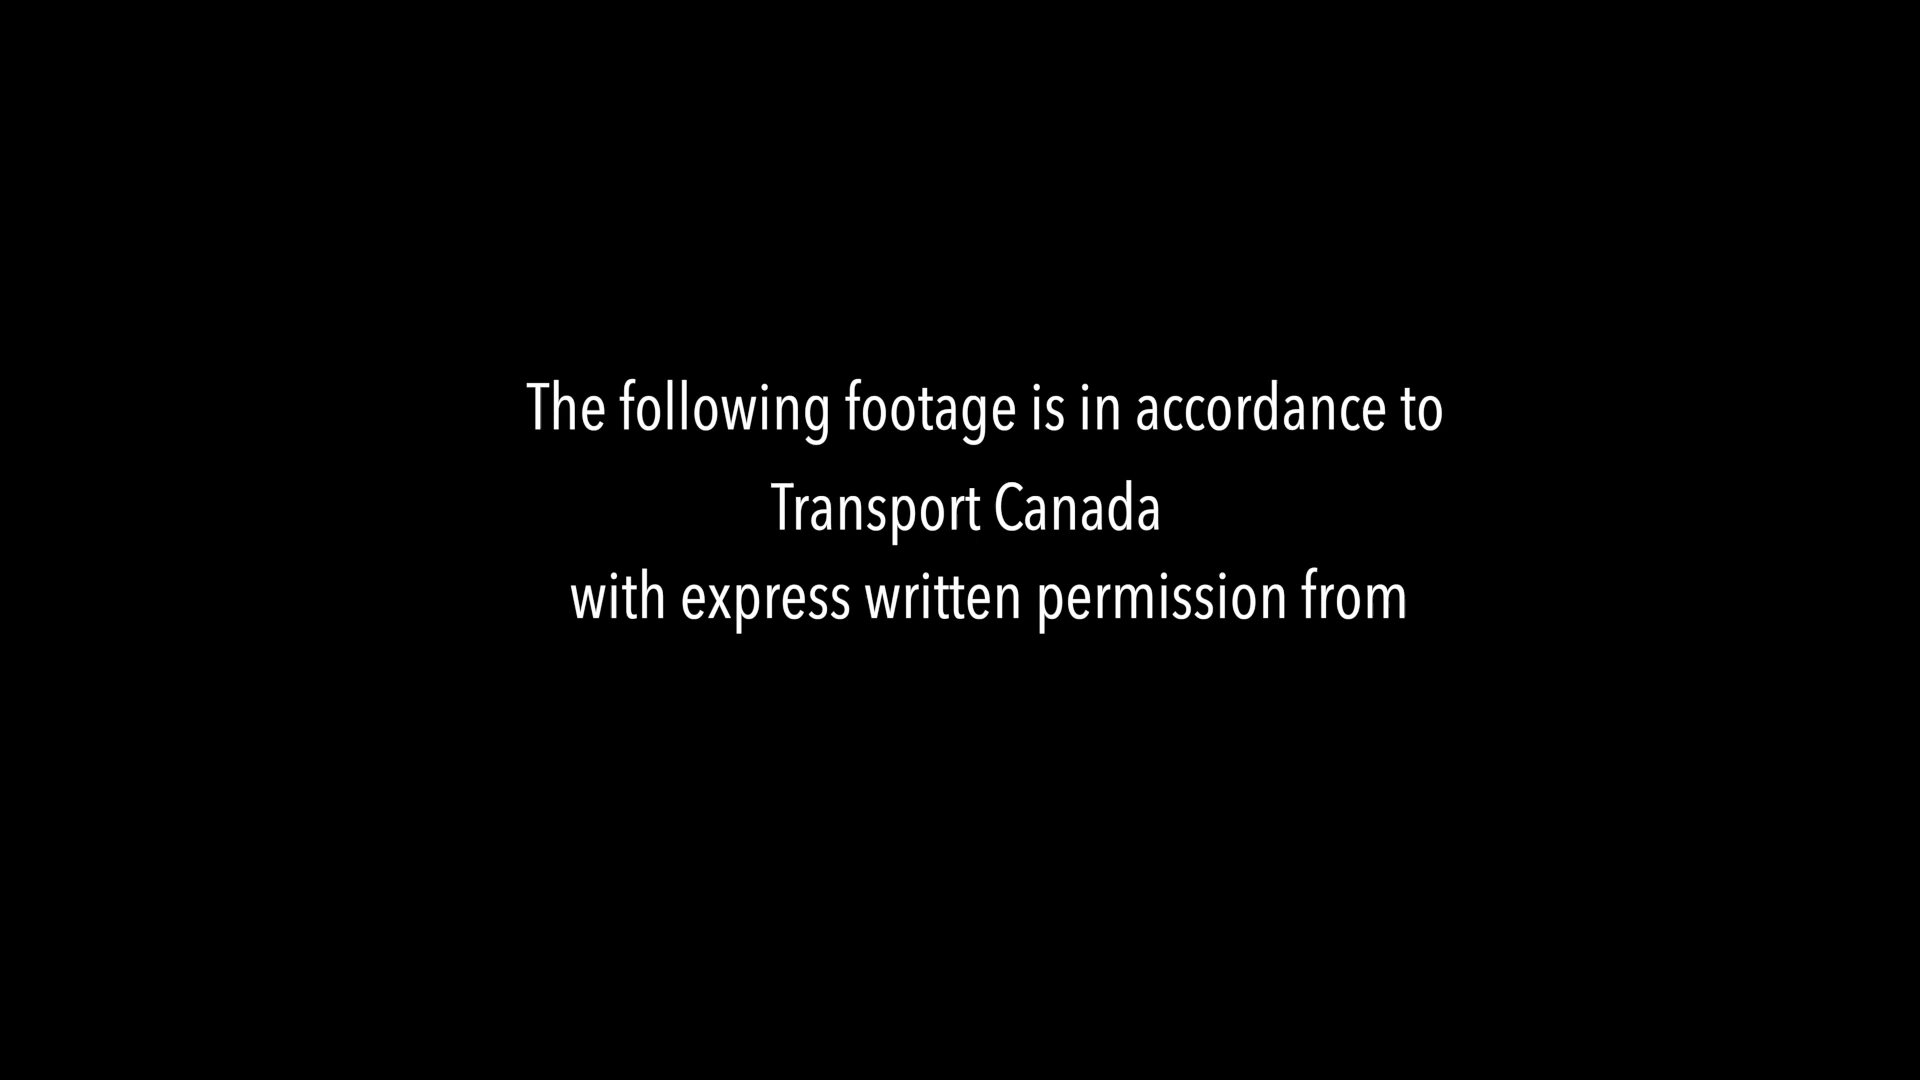 The following footage is in accordance to
Transport Canada
with express written permission from